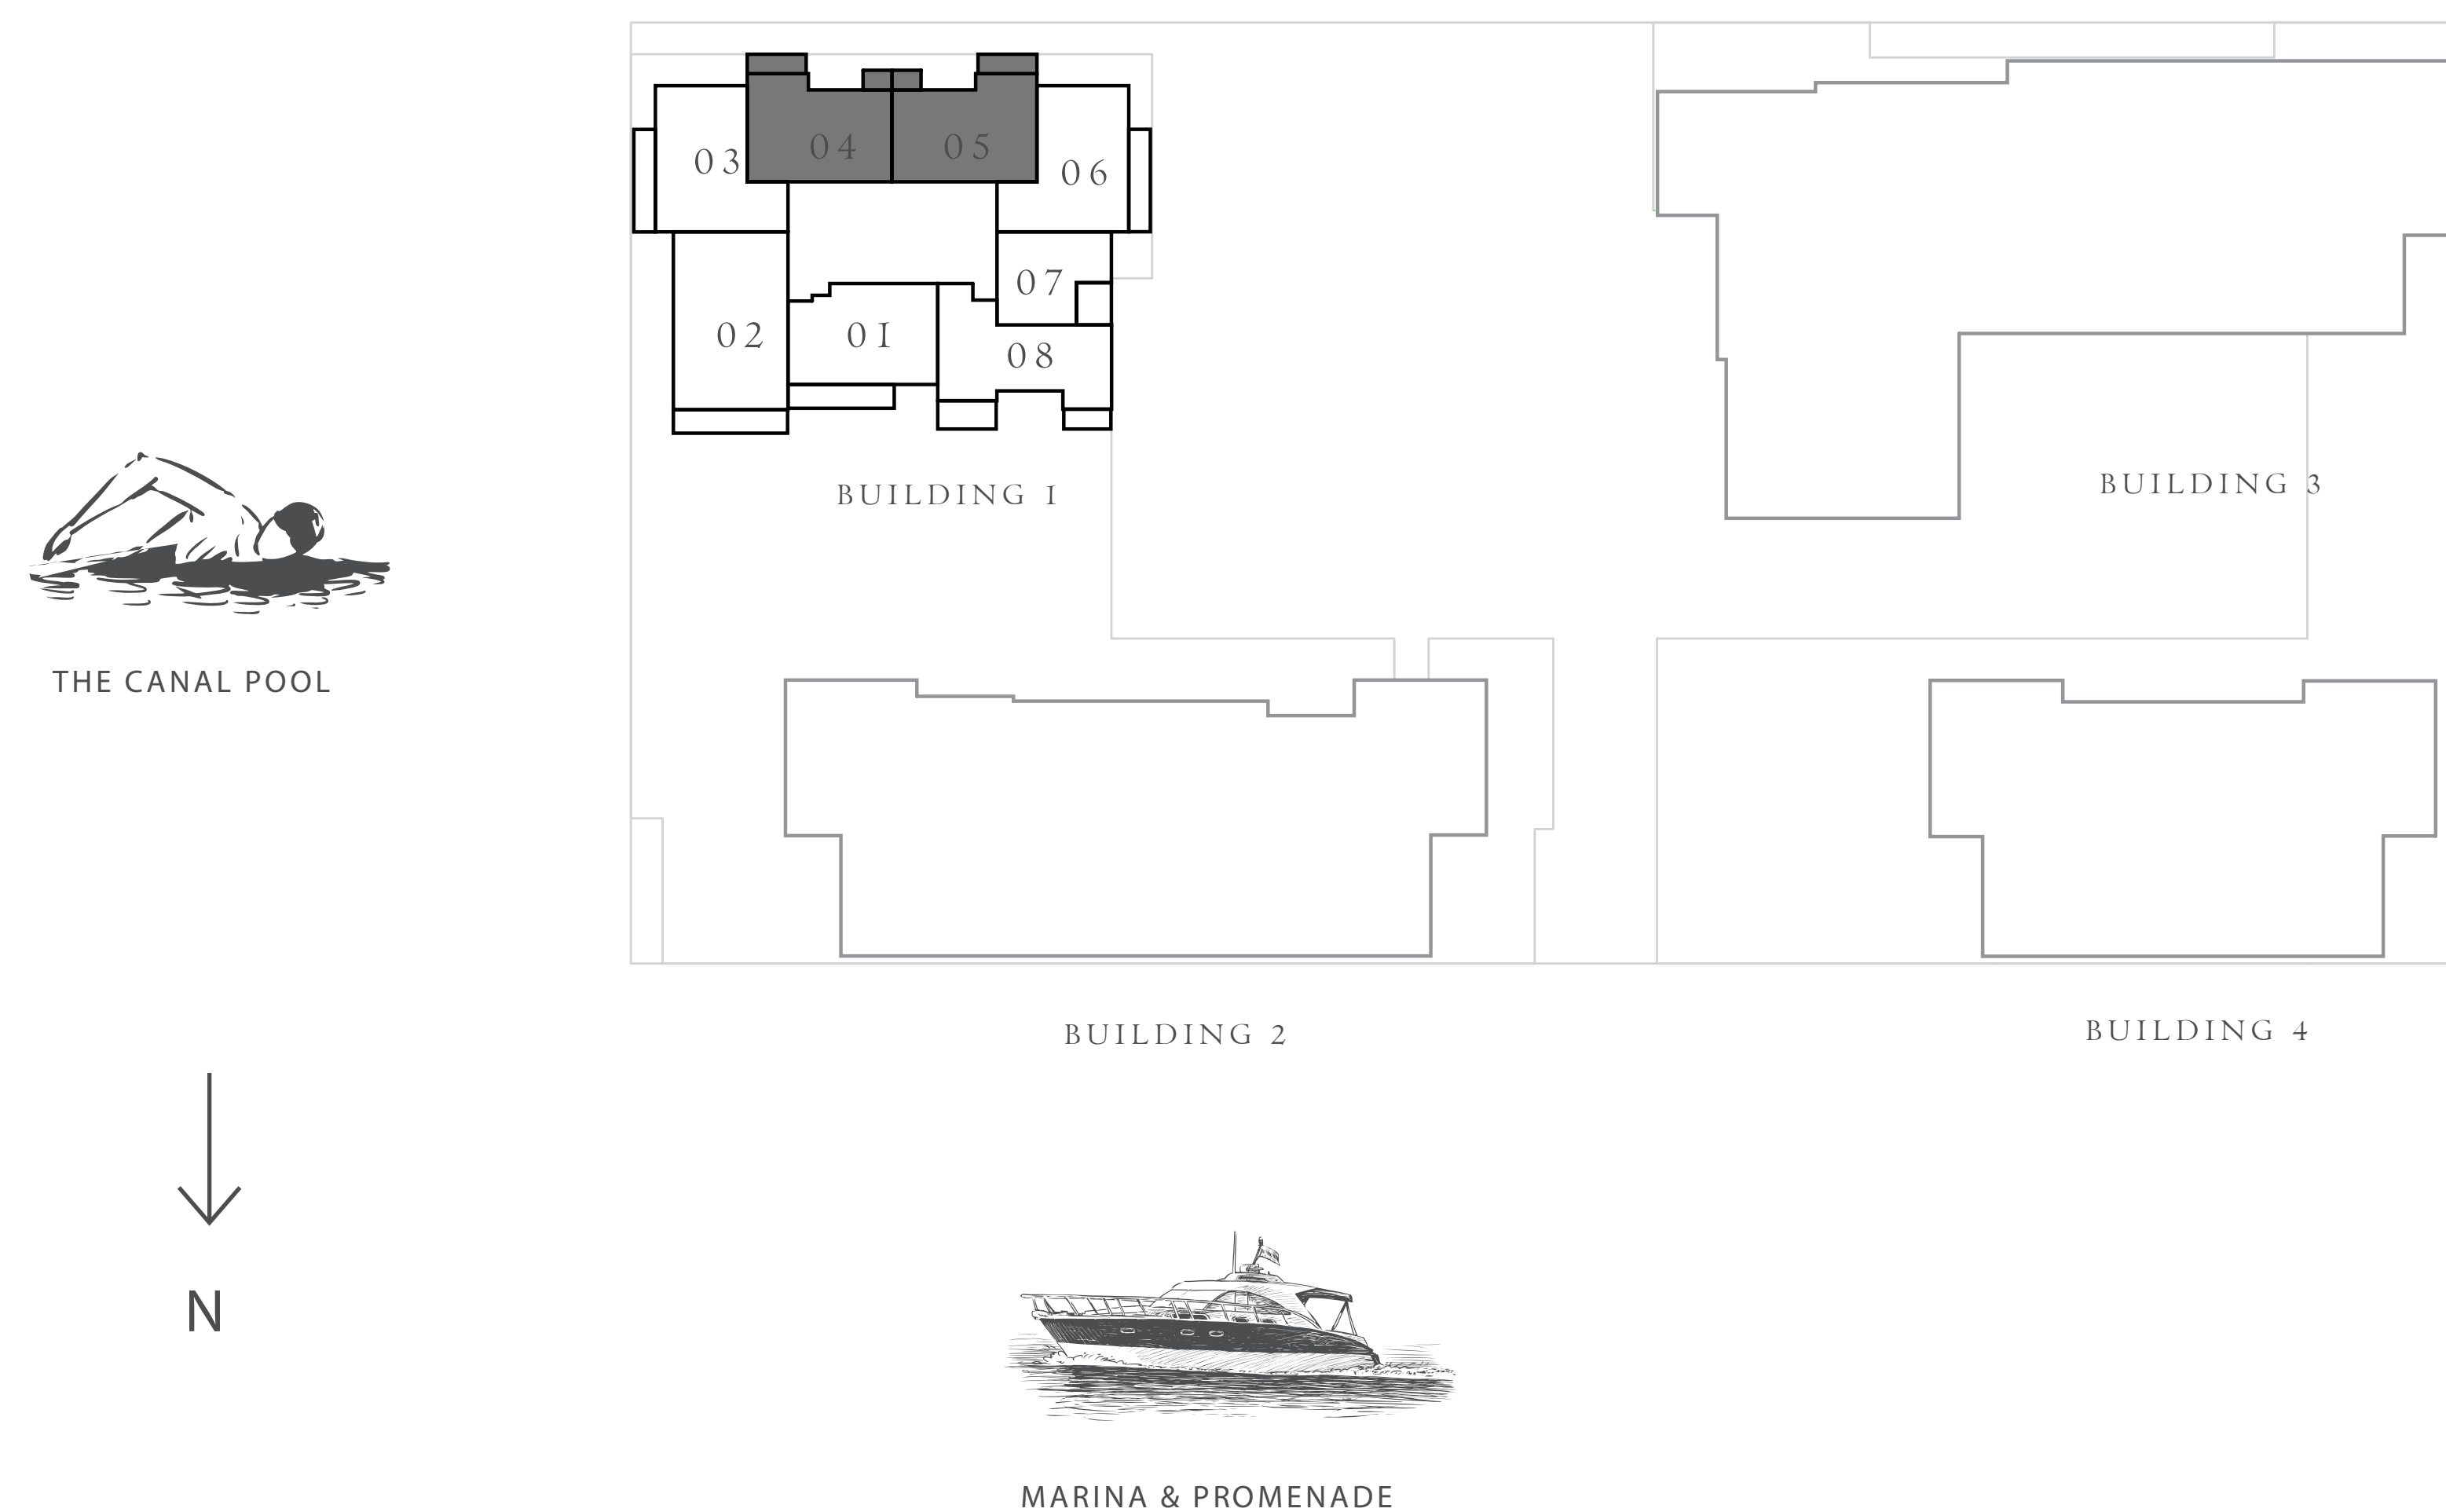 04 05
03 06
07
02 01
08
BUILDING 1
BUILDING 3
THE CANAL POOL
BUILDING 2
BUILDING 4
N
MARINA & PROMENADE